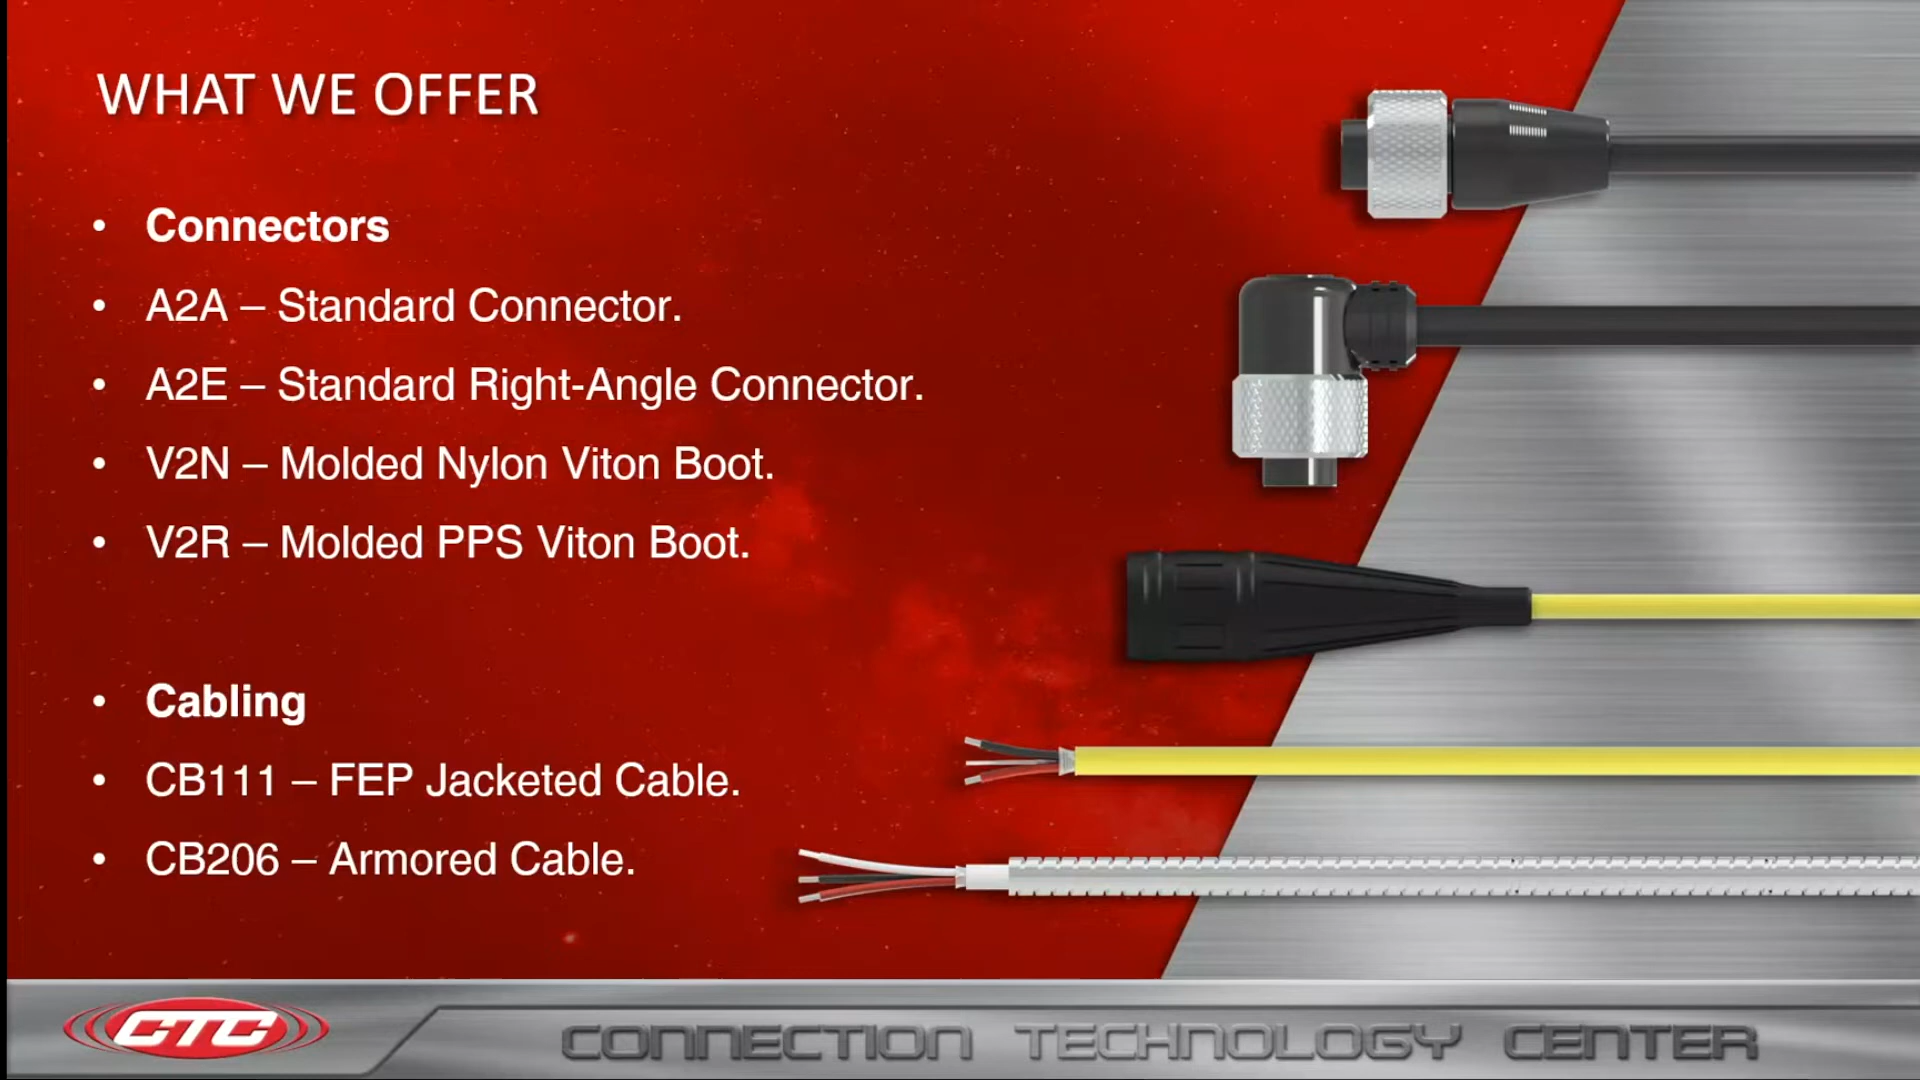 WHAT WE OFFER
• Connectors
• A2A – Standard Connector.
• A2E – Standard Right-Angle Connector.
• V2N – Molded Nylon Viton Boot.
• V2R – Molded PPS Viton Boot.
• Cabling
• CB111 – FEP Jacketed Cable.
• CB206 – Armored Cable.
CTC
CONNECTION TECHNOLOGY CENTER